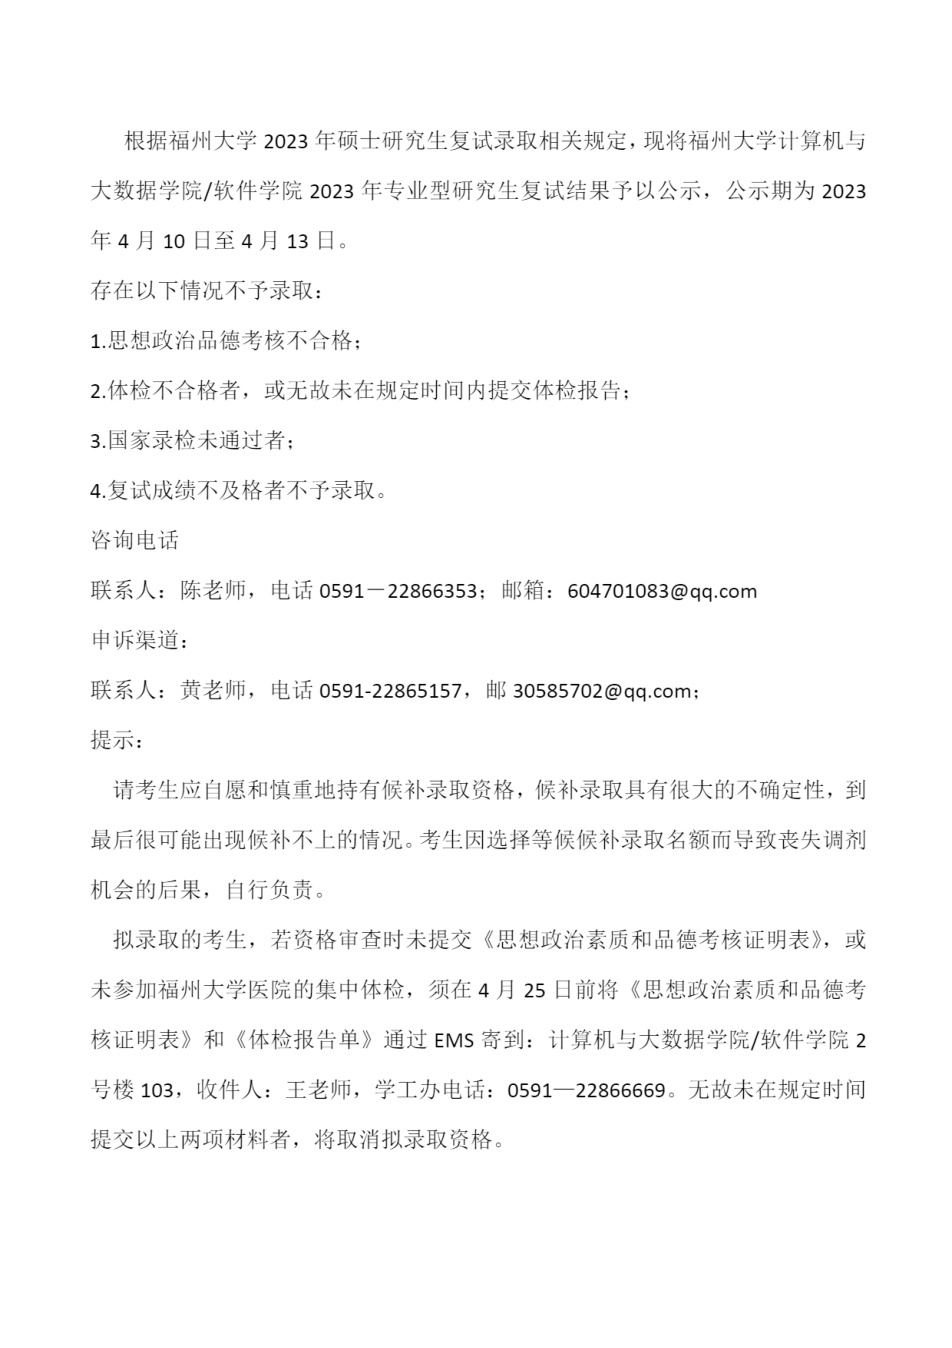 根据福州大学 2023 年硕士研究生复试录取相关规定，现将福州大学计算机与
大数据学院/软件学院 2023 年专业型研究生复试结果予以公示，公示期为 2023
年 4 月 10 日至 4 月 13 日。
存在以下情况不予录取：
1.思想政治品德考核不合格；
2.体检不合格者，或无故未在规定时间内提交体检报告；
3.国家录检未通过者；
4.复试成绩不及格者不予录取。
咨询电话
联系人：陈老师，电话 0591－22866353；邮箱：604701083@qq.com
申诉渠道：
联系人：黄老师，电话 0591-22865157，邮 30585702@qq.com；
提示：
请考生应自愿和慎重地持有候补录取资格，候补录取具有很大的不确定性，到
最后很可能出现候补不上的情况。考生因选择等候候补录取名额而导致丧失调剂
机会的后果，自行负责。
拟录取的考生，若资格审查时未提交《思想政治素质和品德考核证明表》，或
未参加福州大学医院的集中体检，须在 4 月 25 日前将《思想政治素质和品德考
核证明表》和《体检报告单》通过 EMS 寄到：计算机与大数据学院/软件学院 2
号楼 103，收件人：王老师，学工办电话：0591—22866669。无故未在规定时间
提交以上两项材料者，将取消拟录取资格。